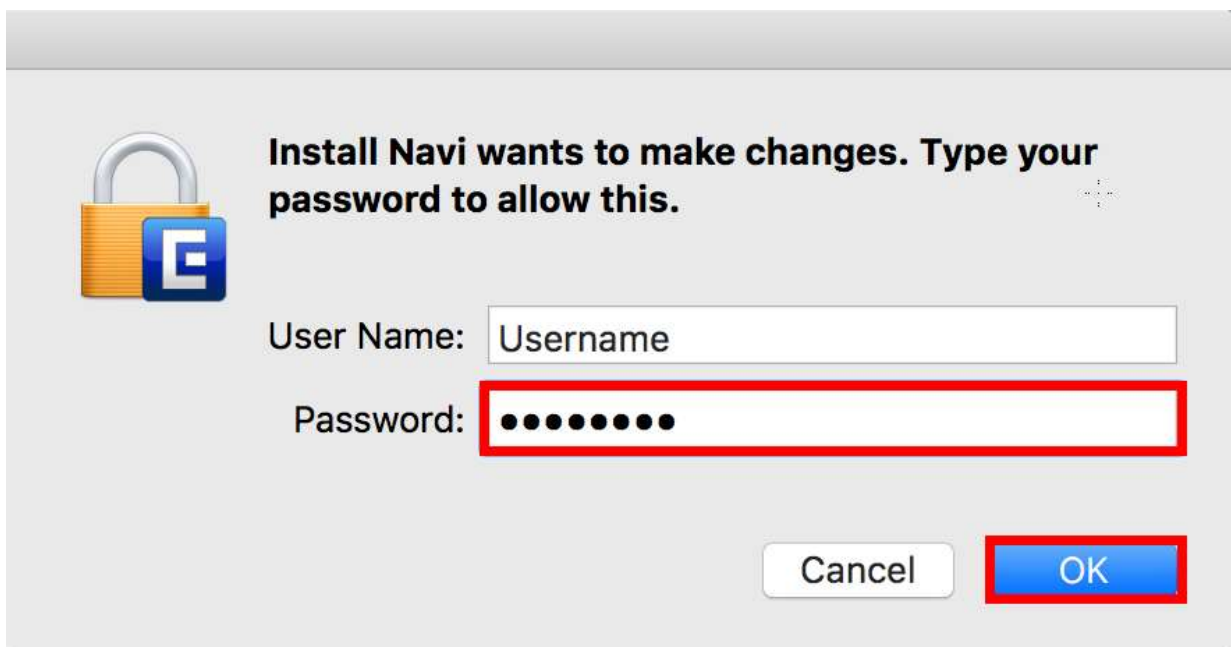 Install Navi wants to make changes. Type your
password to allow this.
E
User Name: Username
Password: ●●●●●●●●
Cancel OK